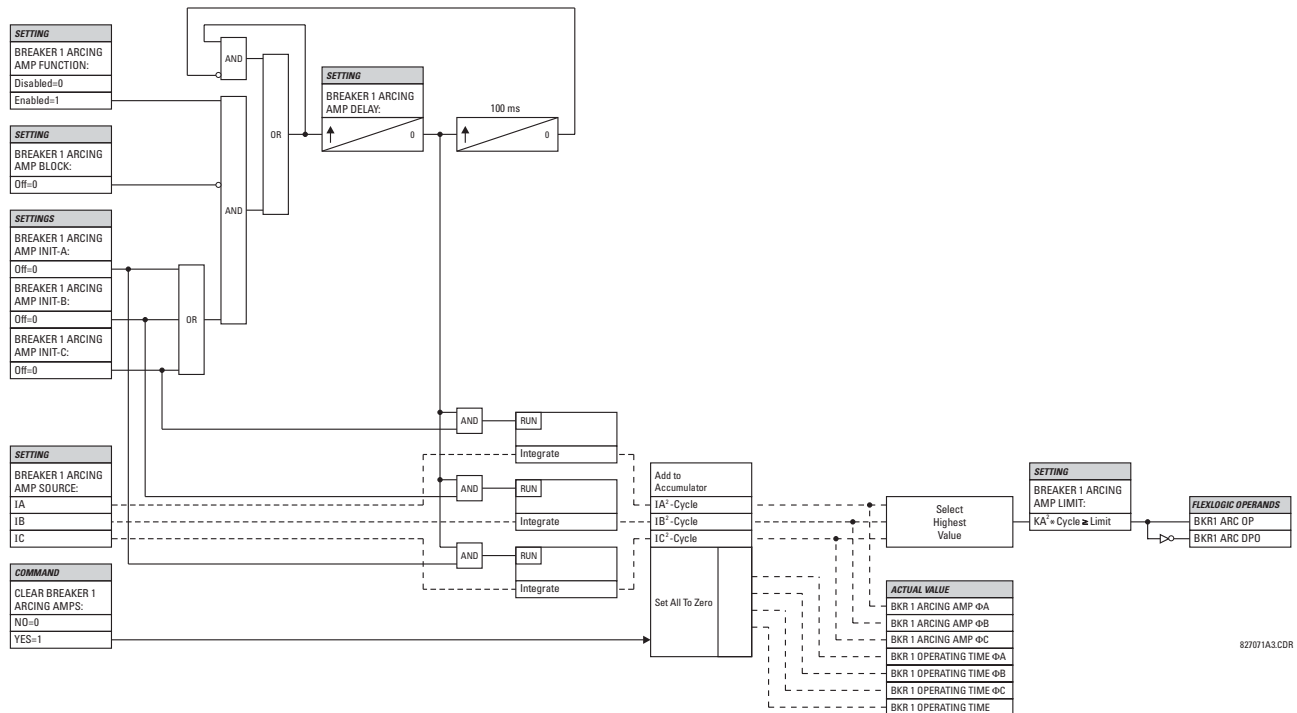 SETTING
BREAKER 1 ARCING
AMP FUNCTION:
Disabled=0
Enabled=1
SETTING
BREAKER 1 ARCING
AMP BLOCK:
Off=0
SETTINGS
BREAKER 1 ARCING
AMP INIT-A:
Off=0
BREAKER 1 ARCING
AMP INIT-B:
Off=0
BREAKER 1 ARCING
AMP INIT-C:
Off=0
SETTING
BREAKER 1 ARCING
AMP SOURCE:
IA
IB
IC
COMMAND
CLEAR BREAKER 1
ARCING AMPS:
NO=0
YES=1
AND
AND
OR
OR
SETTING
BREAKER 1 ARCING
AMP DELAY:
0
100 ms
0
AND
RUN
Integrate
AND
RUN
Integrate
AND
RUN
Integrate
Add to
Accumulator
IA²-Cycle
IB²-Cycle
IC²-Cycle
Set All To Zero
Select
Highest
Value
SETTING
BREAKER 1 ARCING
AMP LIMIT:
KA²*Cycle ≥ Limit
FLEXLOGIC OPERANDS
BKR1 ARC OP
BKR1 ARC DPO
ACTUAL VALUE
BKR 1 ARCING AMP ΦA
BKR 1 ARCING AMP ΦB
BKR 1 ARCING AMP ΦC
BKR 1 OPERATING TIME ΦA
BKR 1 OPERATING TIME ΦB
BKR 1 OPERATING TIME ΦC
BKR 1 OPERATING TIME
827071A3.CDR